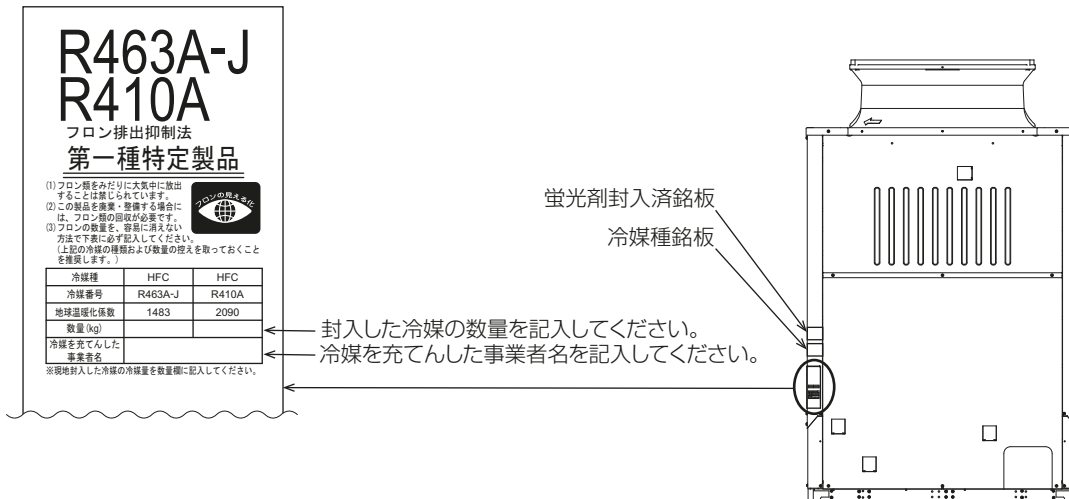 R463A-J
R410A
フロン排出抑制法
第一種特定製品
(1)フロン類をみだりに大気中に放出
することは禁じられています。
(2)この製品を廃棄・整備する場合に
は、フロン類の回収が必要です。
(3)フロンの数量を、容易に消えない
方法で下表に必ず記入してください。
(上記の冷媒の種類および数量の控えを取っておくこと
を推奨します。)
フロンの見える化
冷媒種 HFC HFC
冷媒番号 R463A-J R410A
地球温暖化係数 1483 2090
数量(kg)
冷媒を充てんした
事業者名
※現地封入した冷媒の冷媒量を数量欄に記入してください。
封入した冷媒の数量を記入してください。
冷媒を充てんした事業者名を記入してください。
蛍光剤封入済銘板
冷媒種銘板